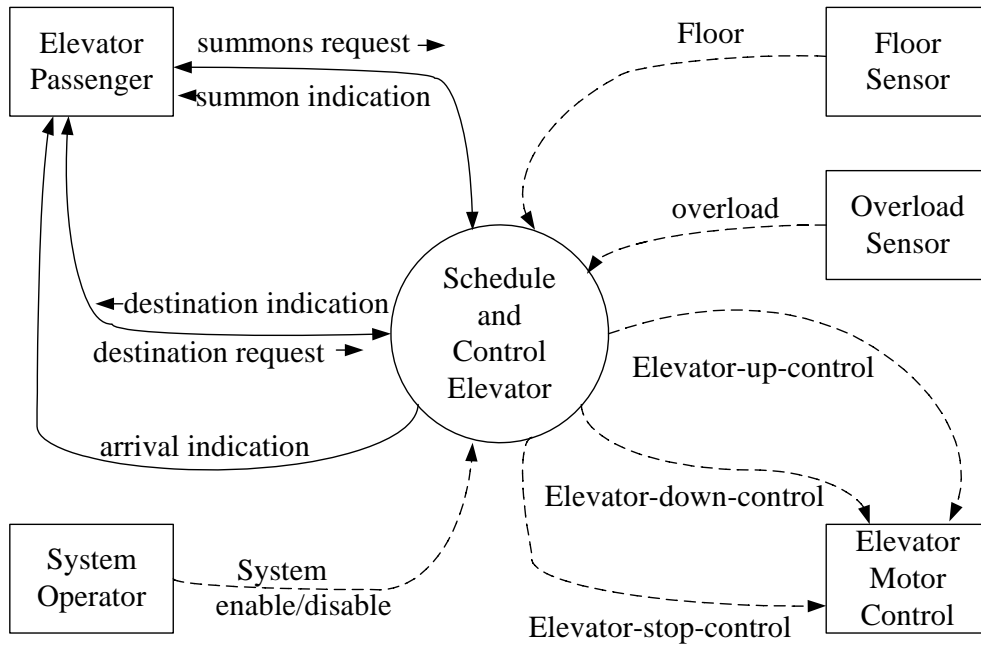 Elevator
Passenger
summons request
summon indication
Floor
Floor
Sensor
overload
Overload
Sensor
destination indication
destination request
Schedule
and
Control
Elevator
Elevator-up-control
arrival indication
Elevator-down-control
System
Operator
System
enable/disable
Elevator-stop-control
Elevator
Motor
Control